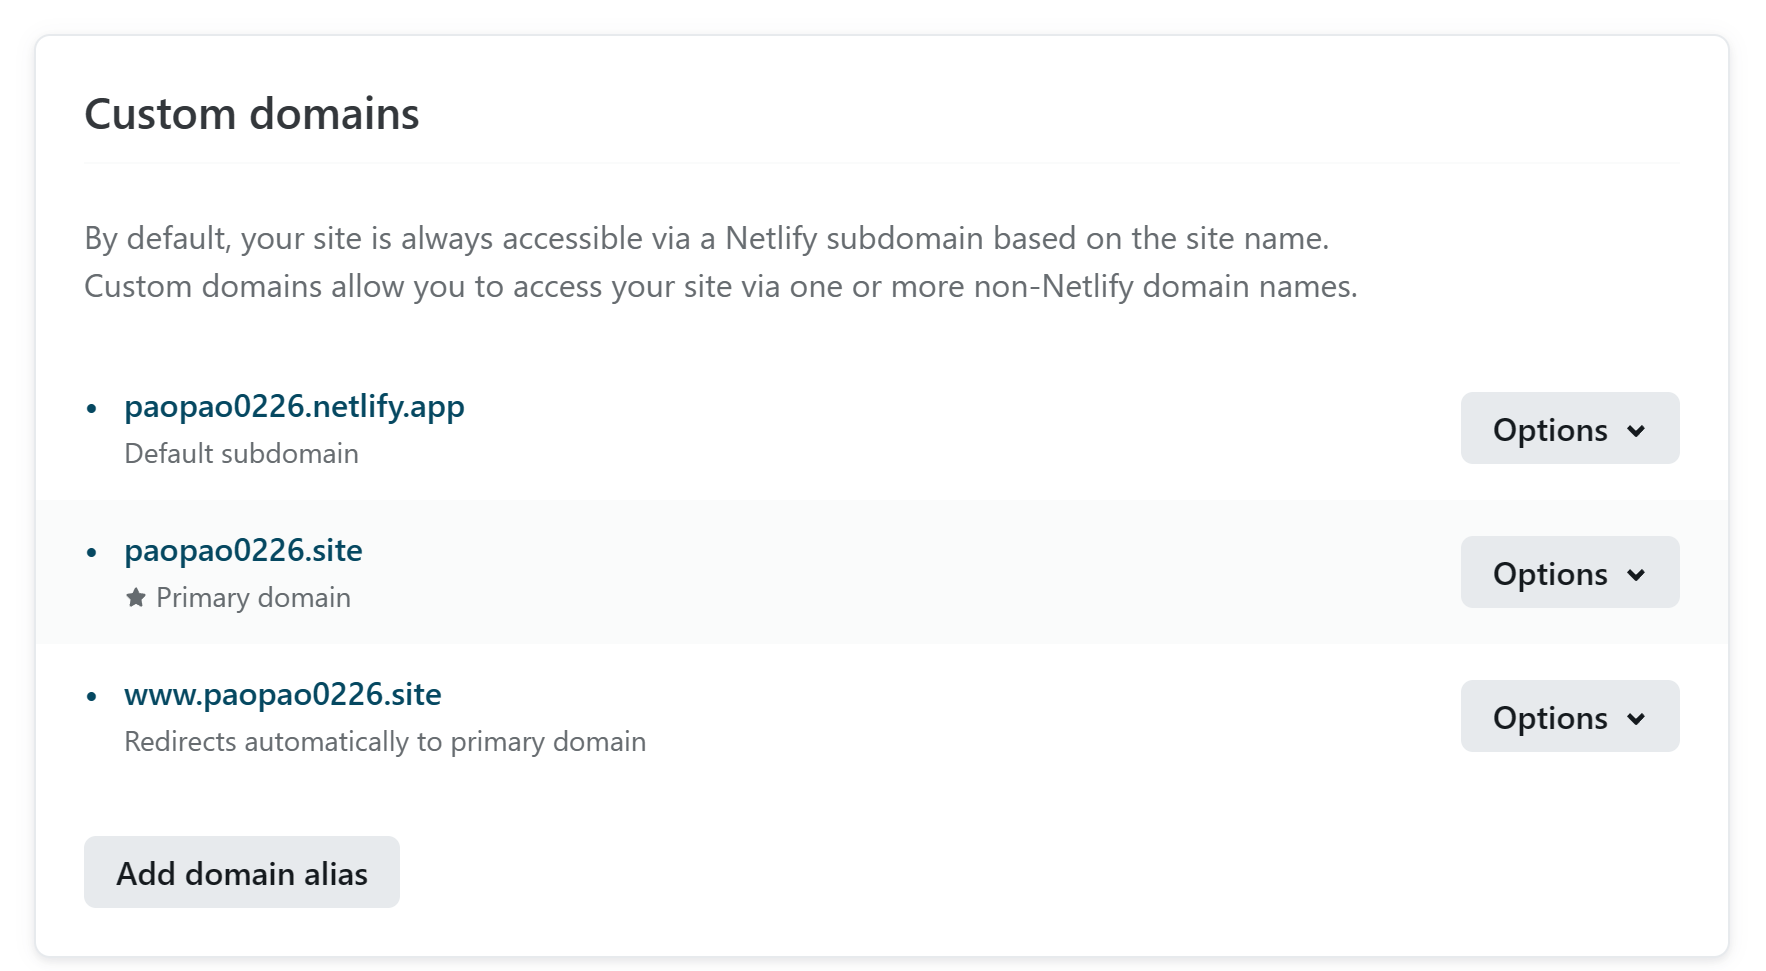 Custom domains
By default, your site is always accessible via a Netlify subdomain based on the site name.
Custom domains allow you to access your site via one or more non-Netlify domain names.
• paopao0226.netlify.app
Default subdomain
Options
• paopao0226.site
★ Primary domain
Options
• www.paopao0226.site
Redirects automatically to primary domain
Options
Add domain alias